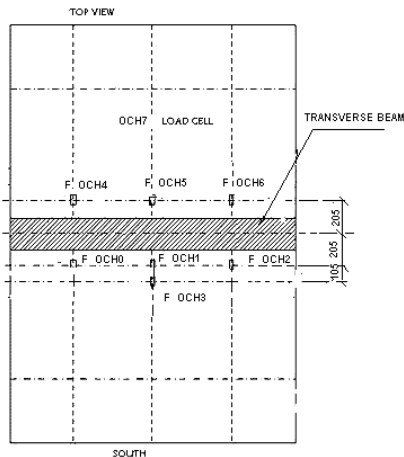 TOP VIEW
OCH7 LOAD CELL
TRANSVERSE BEAM
F OCH4
F OCH5
F OCH6
205
205
F OCH0
F OCH1
F OCH2
105
F OCH3
SOUTH